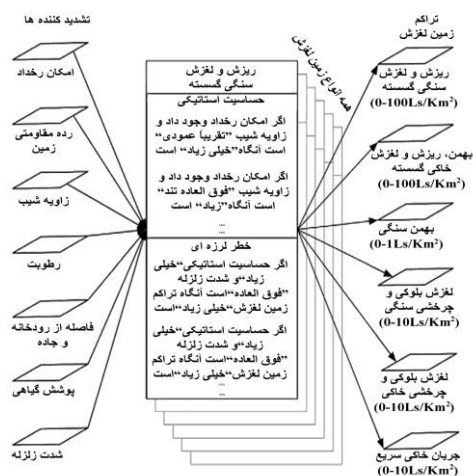 تشدید کننده ها
امکان رخداد
رده مقاومتی
زمین
زاویه شیب
رطوبت
فاصله از رودخانه
و جاده
پوشش گیاهی
شدت زلزله
همه انواع زمین لغزش
ریزش و لغزش
سنگی گسسته
حساسیت استاتیکی
اگر امکان رخداد وجود داد و
زاویه شیب "تقریباً عمودی"
است آنگاه"خیلی زیاد" است
اگر امکان رخداد وجود داد و
زاویه شیب "فوق العاده تند"
است آنگاه"زیاد" است
...
خطر لرزه ای
اگر حساسیت استاتیکی"خیلی
زیاد"و شدت زلزله
"فوق العاده"است آنگاه تراکم
زمین لغزش"خیلی زیاد"است
اگر حساسیت استاتیکی"خیلی
زیاد"و شدت زلزله
"فوق العاده"است آنگاه تراکم
زمین لغزش"خیلی زیاد"است
...
تراکم
زمین لغزش
ریزش و لغزش
سنگی گسسته
(0-100Ls/Km²)
بهمن، ریزش و لغزش
خاکی گسسته
(0-100Ls/Km²)
بهمن سنگی
(0-1Ls/Km²)
لغزش بلوکی و
چرخشی سنگی
(0-10Ls/Km²)
لغزش بلوکی و
چرخشی خاکی
(0-10Ls/Km²)
جریان خاکی سریع
(0-10Ls/Km²)